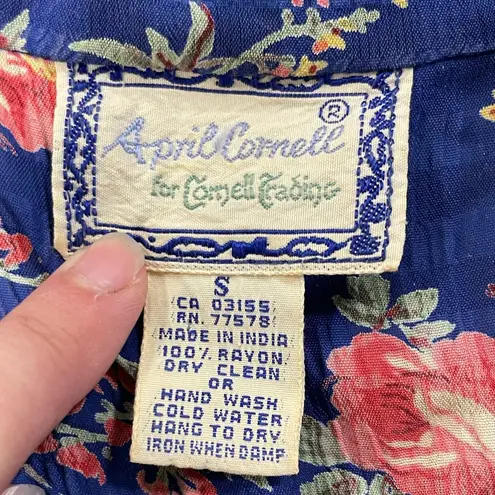 April Cornell ®
for Cornell Trading
S
CA 03155
RN. 77578
MADE IN INDIA
100% RAYON
DRY CLEAN
OR
HAND WASH
COLD WATER
HANG TO DRY
IRON WHEN DAMP